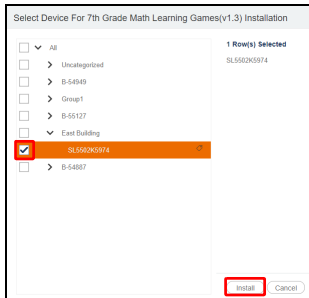 Select Device For 7th Grade Math Learning Games(v1.3) Installation
All
Uncategorized
B-54949
Group1
B-55127
East Building
SL5502K5974
B-54887
1 Row(s) Selected
SL5502K5974
Install
Cancel